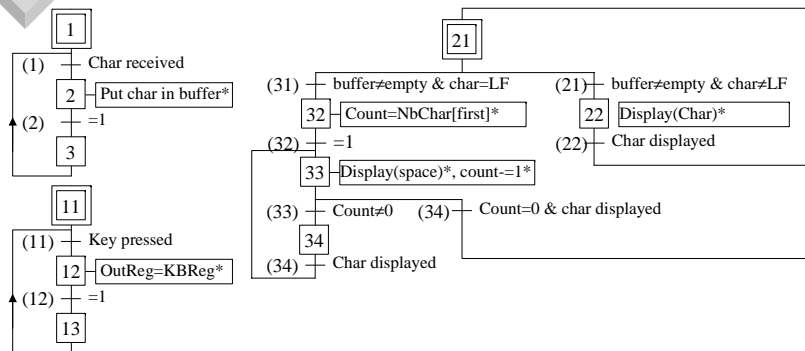 1
(1) Char received
2 Put char in buffer*
(2) =1
3
11
(11) Key pressed
12 OutReg=KBReg*
(12) =1
13
21
(31) buffer≠empty & char=LF
32 Count=NbChar[first]*
(32) =1
33 Display(space)*, count-=1*
(33) Count≠0
(34) Count=0 & char displayed
34
(34) Char displayed
(21) buffer≠empty & char≠LF
22 Display(Char)*
(22) Char displayed